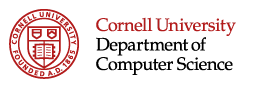 CORNELL UNIVERSITY
FOUNDED A.D. 1865
Cornell University
Department of
Computer Science